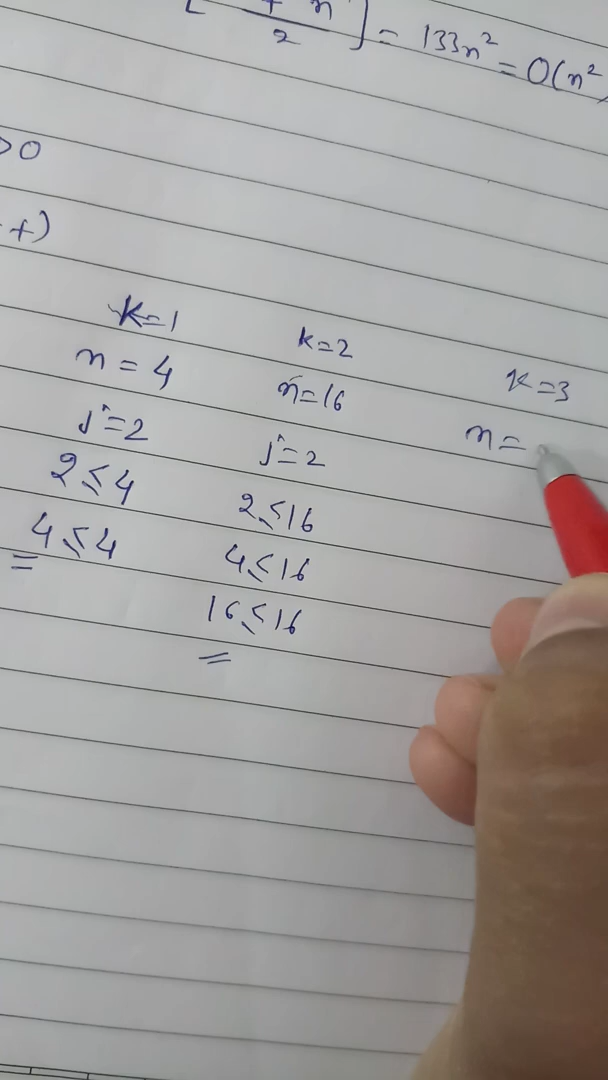 n
2 ] = 133n² = O(n²
>0
+)
K=1
n = 4
j=2
2≤4
4≤4
=
K=2
n=16
j=2
2≤16
4≤16
16≤16
=
K=3
n=